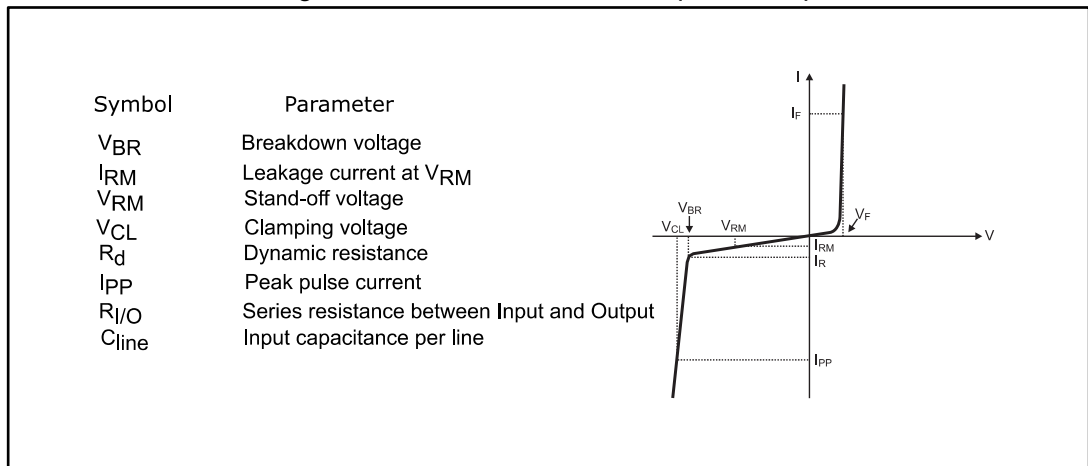 Symbol Parameter
VBR Breakdown voltage
IRM Leakage current at VRM
VRM Stand-off voltage
VCL Clamping voltage
Rd Dynamic resistance
IPP Peak pulse current
RI/O Series resistance between Input and Output
Cline Input capacitance per line
I
IF
VBR
VCL
VRM
VF
V
IRM
IR
IPP